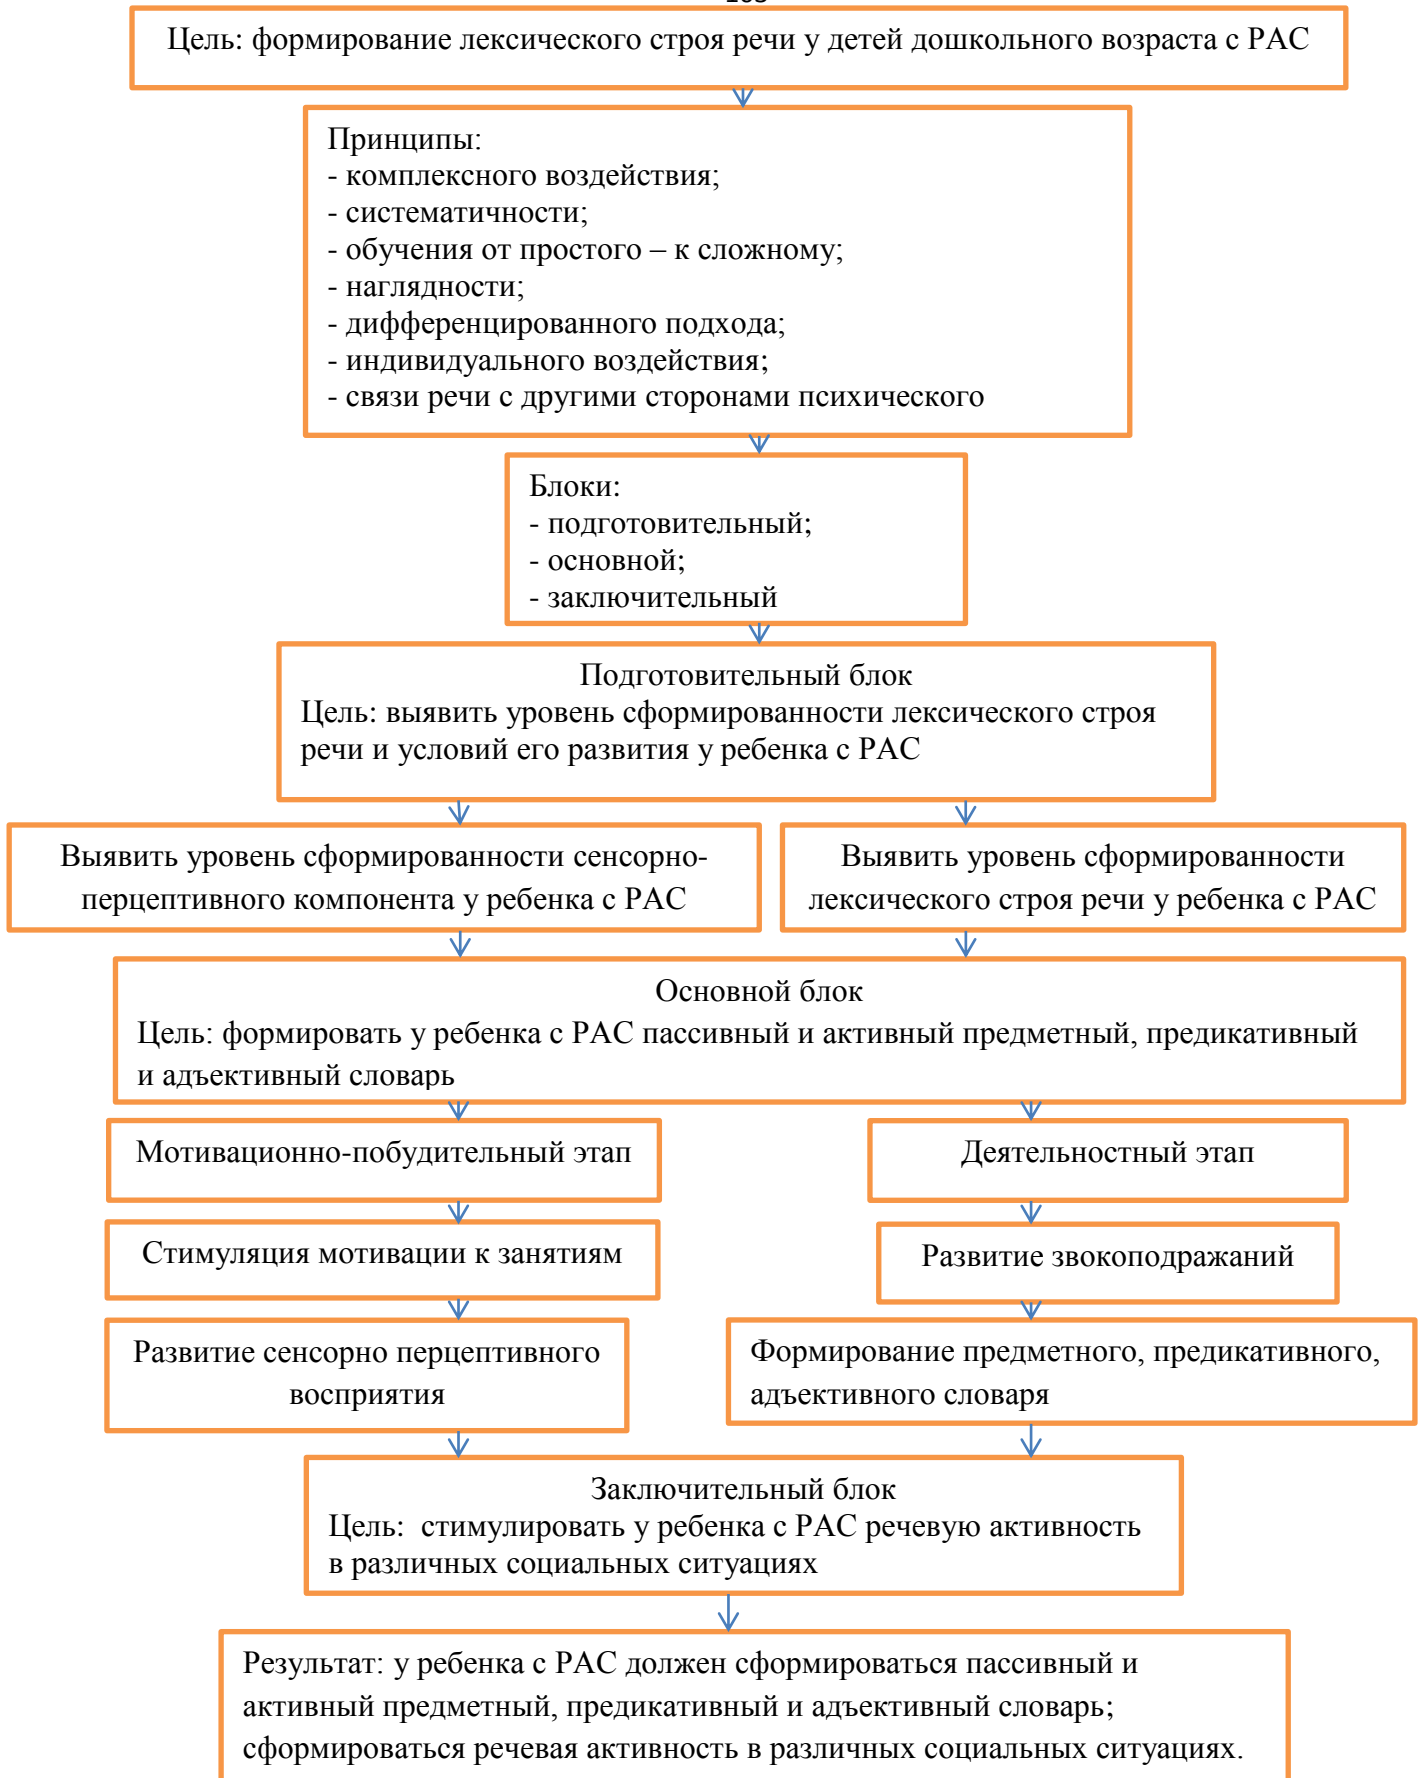 Цель: формирование лексического строя речи у детей дошкольного возраста с РАС
Принципы:
- комплексного воздействия;
- систематичности;
- обучения от простого – к сложному;
- наглядности;
- дифференцированного подхода;
- индивидуального воздействия;
- связи речи с другими сторонами психического
Блоки:
- подготовительный;
- основной;
- заключительный
Подготовительный блок
Цель: выявить уровень сформированности лексического строя
речи и условий его развития у ребенка с РАС
Выявить уровень сформированности сенсорно-
перцептивного компонента у ребенка с РАС
Выявить уровень сформированности
лексического строя речи у ребенка с РАС
Основной блок
Цель: формировать у ребенка с РАС пассивный и активный предметный, предикативный
и адъективный словарь
Мотивационно-побудительный этап
Деятельностный этап
Стимуляция мотивации к занятиям
Развитие звокоподражаний
Развитие сенсорно перцептивного
восприятия
Формирование предметного, предикативного,
адъективного словаря
Заключительный блок
Цель:  стимулировать у ребенка с РАС речевую активность
в различных социальных ситуациях
Результат: у ребенка с РАС должен сформироваться пассивный и
активный предметный, предикативный и адъективный словарь;
сформироваться речевая активность в различных социальных ситуациях.